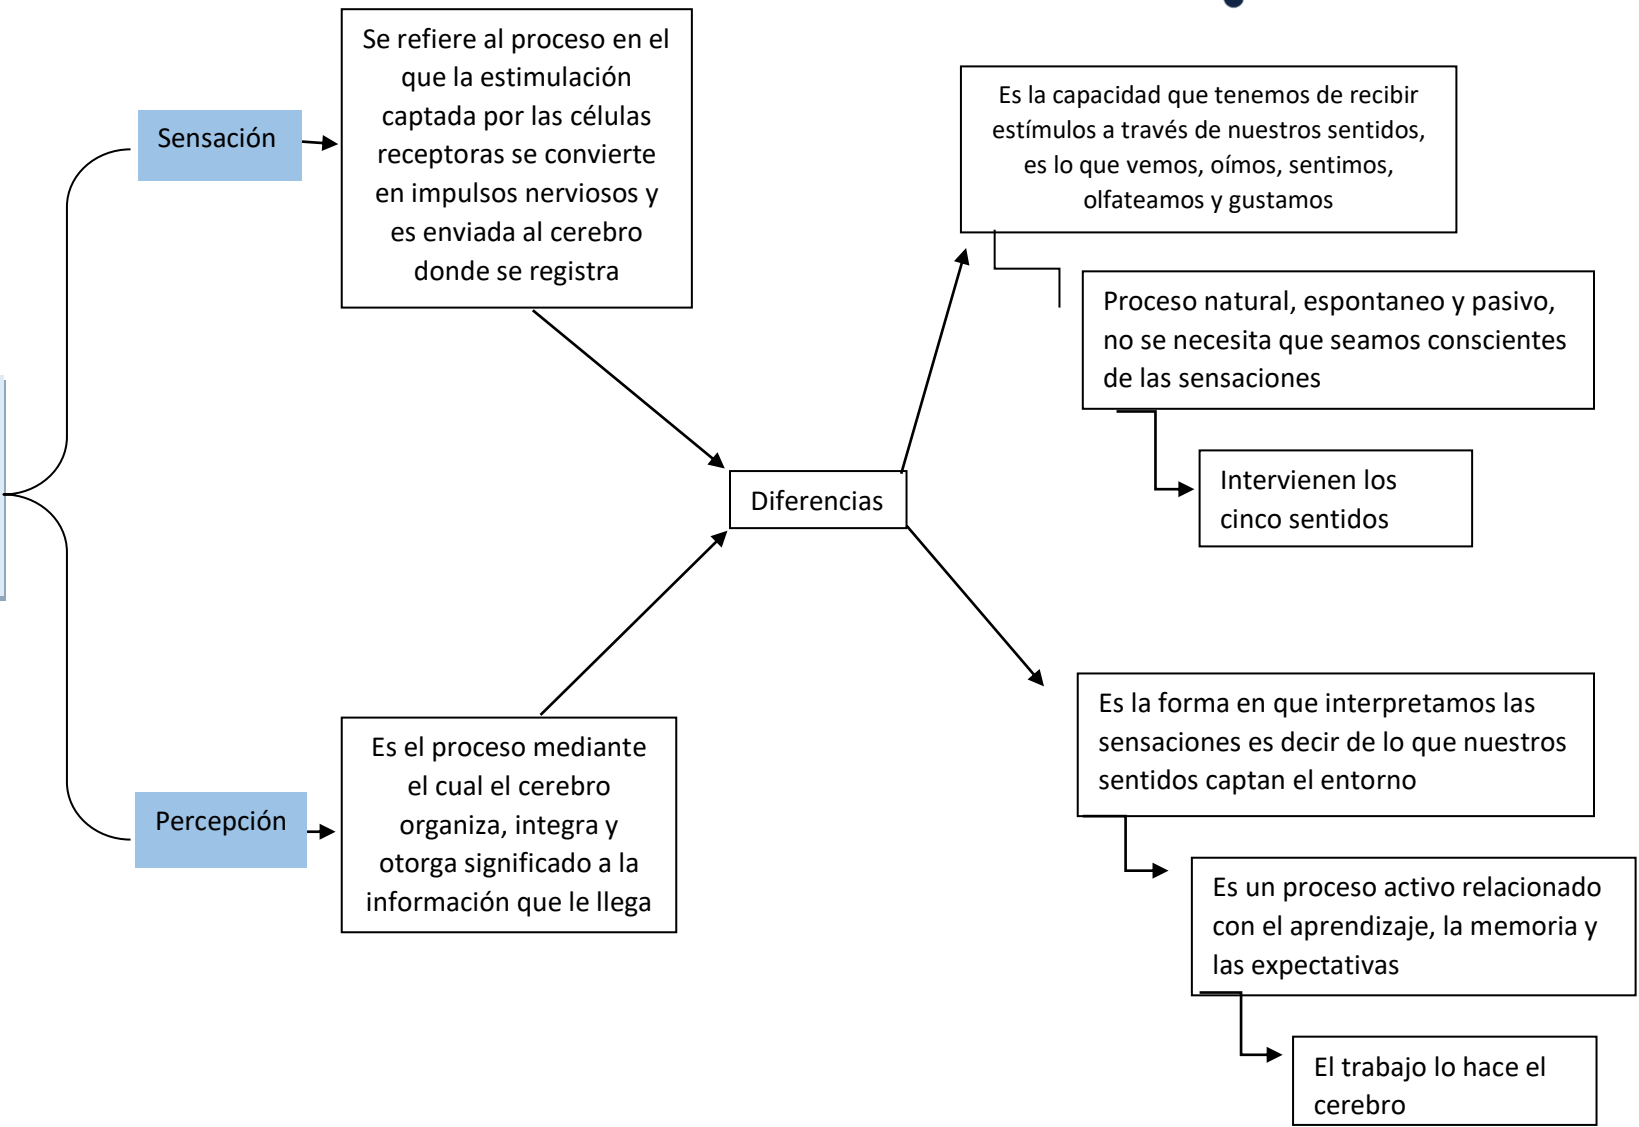 Sensación
Se refiere al proceso en el
que la estimulación
captada por las células
receptoras se convierte
en impulsos nerviosos y
es enviada al cerebro
donde se registra
Percepción
Es el proceso mediante
el cual el cerebro
organiza, integra y
otorga significado a la
información que le llega
Diferencias
Es la capacidad que tenemos de recibir
estímulos a través de nuestros sentidos,
es lo que vemos, oímos, sentimos,
olfateamos y gustamos
Proceso natural, espontaneo y pasivo,
no se necesita que seamos conscientes
de las sensaciones
Intervienen los
cinco sentidos
Es la forma en que interpretamos las
sensaciones es decir de lo que nuestros
sentidos captan el entorno
Es un proceso activo relacionado
con el aprendizaje, la memoria y
las expectativas
El trabajo lo hace el
cerebro